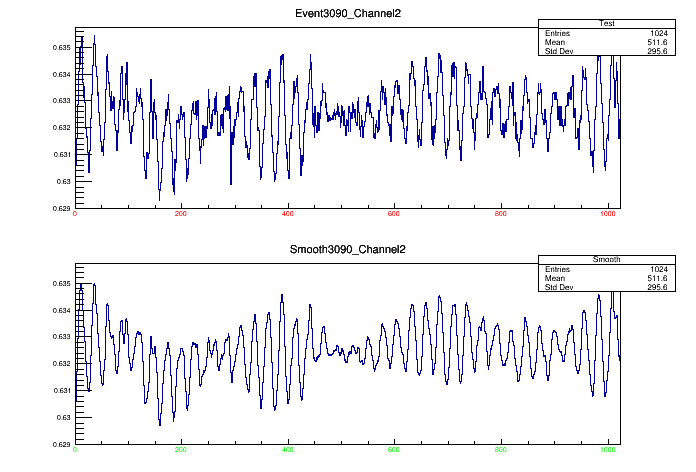 Event3090_Channel2
Test
Entries 1024
Mean 511.6
Std Dev 295.6
0.635
0.634
0.633
0.632
0.631
0.63
0.629
0 200 400 600 800 1000
Smooth3090_Channel2
Smooth
Entries 1024
Mean 511.6
Std Dev 295.6
0.635
0.634
0.633
0.632
0.631
0.63
0.629
0 200 400 600 800 1000